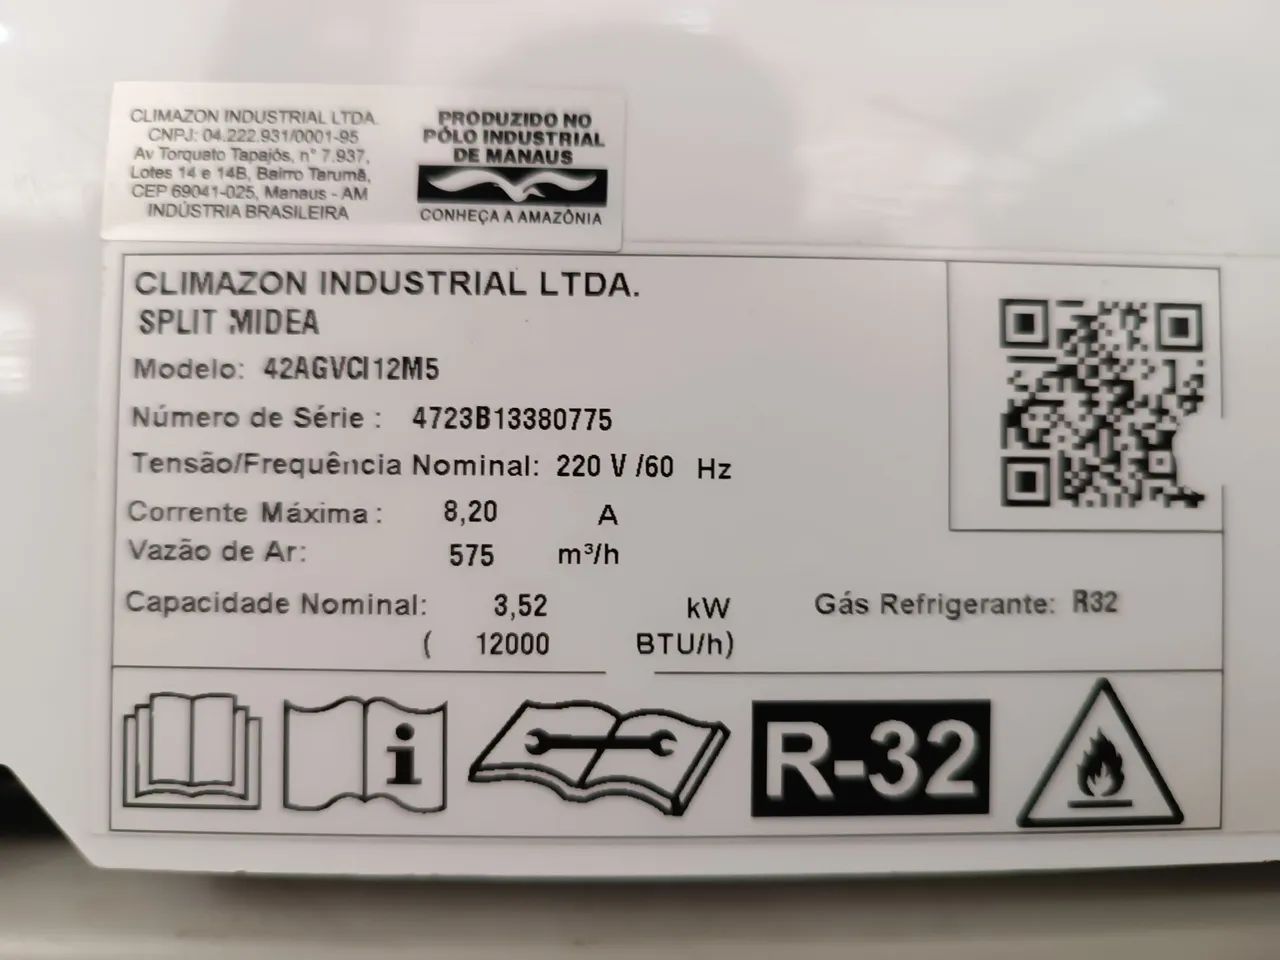 CLIMAZON INDUSTRIAL LTDA.
CNPJ: 04.222.931/0001-95
Av Torquato Tapajós, n° 7.937,
Lotes 14 e 14B, Bairro Tarumã,
CEP 69041-025, Manaus - AM
INDÚSTRIA BRASILEIRA
PRODUZIDO NO
PÓLO INDUSTRIAL
DE MANAUS
CONHEÇA A AMAZÔNIA
CLIMAZON INDUSTRIAL LTDA.
SPLIT MIDEA
Modelo: 42AGVCI12M5
Número de Série : 4723B13380775
Tensão/Frequência Nominal: 220 V /60 Hz
Corrente Máxima : 8,20 A
Vazão de Ar: 575 m³/h
Capacidade Nominal: 3,52 kW
( 12000 BTU/h)
Gás Refrigerante: R32
i
R-32